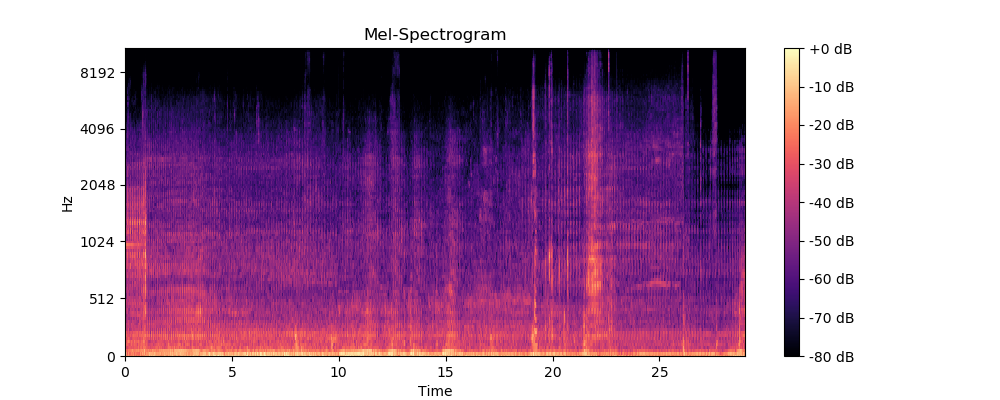 Mel-Spectrogram
Hz
8192
4096
2048
1024
512
0
0 5 10 15 20 25
Time
+0 dB
-10 dB
-20 dB
-30 dB
-40 dB
-50 dB
-60 dB
-70 dB
-80 dB